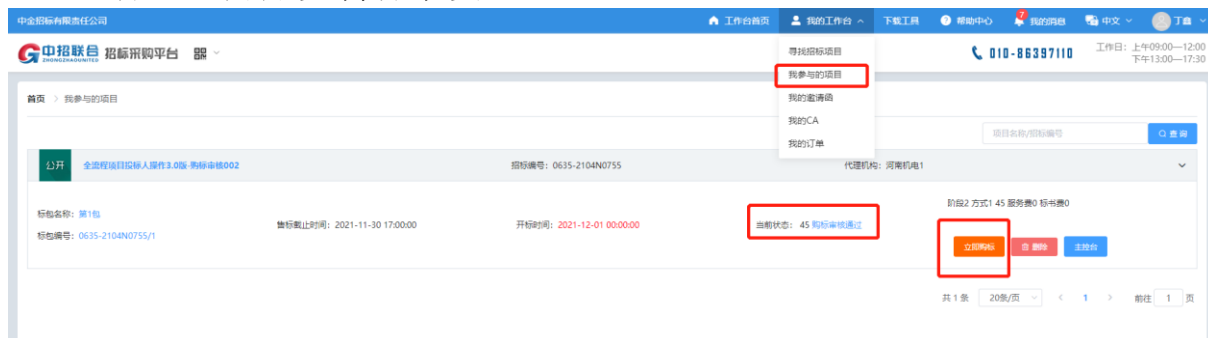 中金招标有限责任公司
工作台首页
我的工作台
下载工具
帮助中心
我的消息
中文
丁鑫
中招联合
ZHONGZHAOUNITED
招标采购平台
010-86397110
工作日: 上午09:00—12:00
下午13:00—17:30
寻找招标项目
我参与的项目
我的邀请函
我的CA
我的订单
首页 〉 我参与的项目
项目名称/招标编号
查询
公开
全流程项目投标人操作3.0版-购标审核002
招标编号: 0635-2104N0755
代理机构: 河南机电1
标包名称: 第1包
标包编号: 0635-2104N0755/1
售标截止时间: 2021-11-30 17:00:00
开标时间: 2021-12-01 00:00:00
当前状态: 45 购标审核通过
阶段2 方式1 45 服务费0 标书费0
立即购标
删除
主控台
共 1 条
20条/页
1
前往 1 页